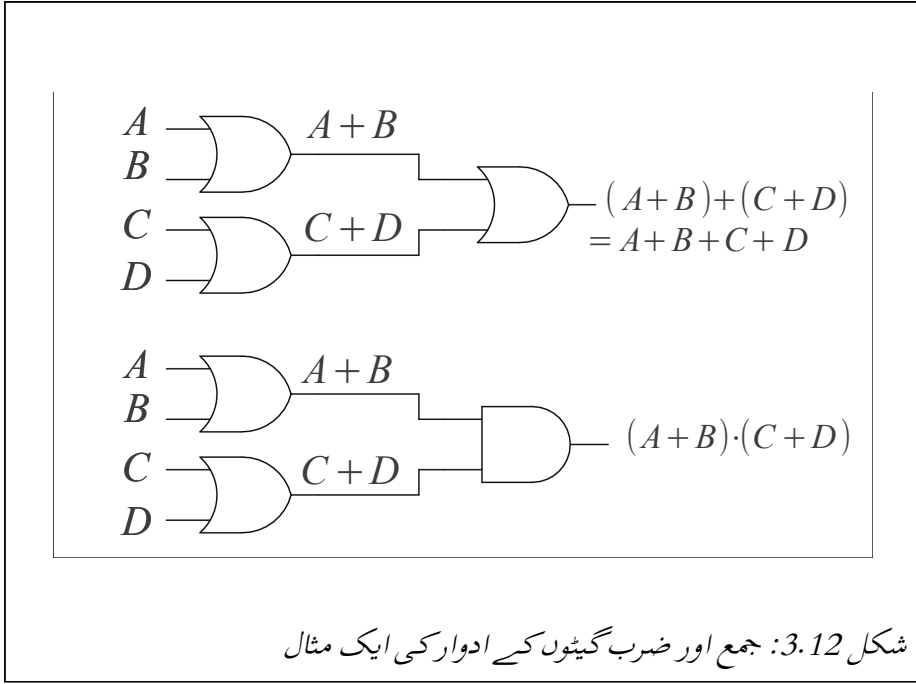 A
A+B
B
C
C+D
D
(A+B)+(C+D)
=A+B+C+D
A
A+B
B
C
C+D
D
(A+B)·(C+D)
شکل 3.12: جمع اور ضرب گیٹوں کے ادوار کی ایک مثال